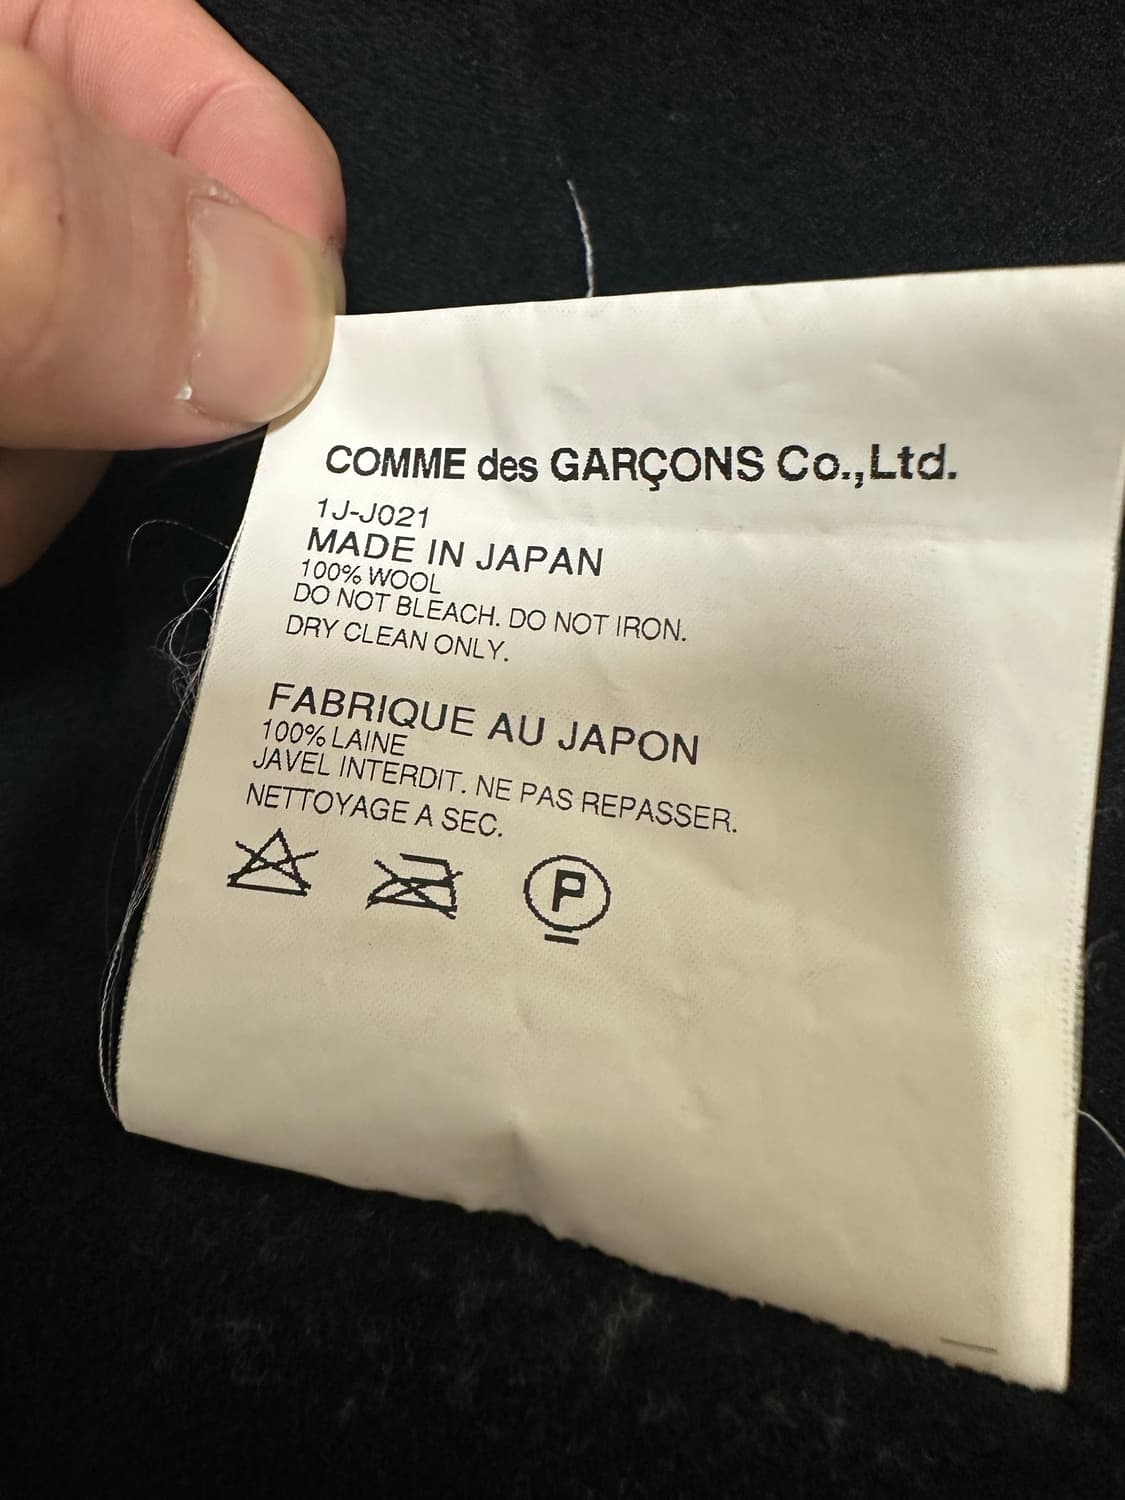 COMME des GARÇONS Co.,Ltd.
1J-J021
MADE IN JAPAN
100% WOOL
DO NOT BLEACH. DO NOT IRON.
DRY CLEAN ONLY.
FABRIQUE AU JAPON
100% LAINE
JAVEL INTERDIT. NE PAS REPASSER.
NETTOYAGE A SEC.
P